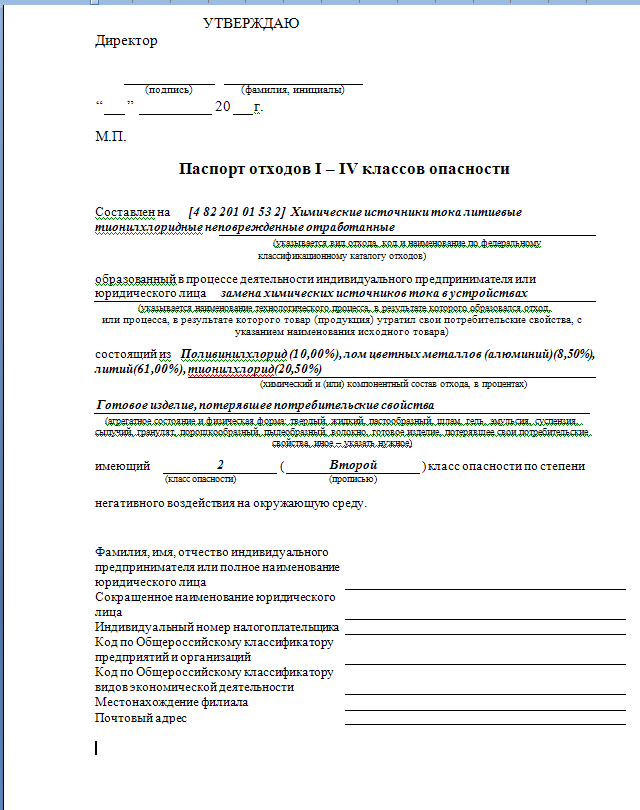 УТВЕРЖДАЮ
Директор
(подпись) (фамилия, инициалы)
“___” __________ 20 ___г.
М.П.
Паспорт отходов I – IV классов опасности
Составлен на [4 82 201 01 53 2] Химические источники тока литиевые
тионилхлоридные неповрежденные отработанные
(указывается вид отхода, код и наименование по федеральному
классификационному каталогу отходов)
образованный в процессе деятельности индивидуального предпринимателя или
юридического лица замена химических источников тока в устройствах
(указывается наименование технологического процесса, в результате которого образовался отход,
или процесса, в результате которого товар (продукция) утратил свои потребительские свойства, с
указанием наименования исходного товара)
состоящий из Поливинилхлорид (10,00%), лом цветных металлов (алюминий)(8,50%),
литий(61,00%), тионилхлорид(20,50%)
(химический и (или) компонентный состав отхода, в процентах)
Готовое изделие, потерявшее потребительские свойства
(агрегатное состояние и физическая форма: твердый, жидкий, пастообразный, шлам, гель, эмульсия, суспензия,
сыпучий, гранулят, порошкообразный, пылеобразный, волокно, готовое изделие, потерявшее свои потребительские
свойства, иное – указать нужное)
имеющий 2 ( Второй ) класс опасности по степени
(класс опасности) (прописью)
негативного воздействия на окружающую среду.
Фамилия, имя, отчество индивидуального
предпринимателя или полное наименование
юридического лица
Сокращенное наименование юридического
лица
Индивидуальный номер налогоплательщика
Код по Общероссийскому классификатору
предприятий и организаций
Код по Общероссийскому классификатору
видов экономической деятельности
Местонахождение филиала
Почтовый адрес